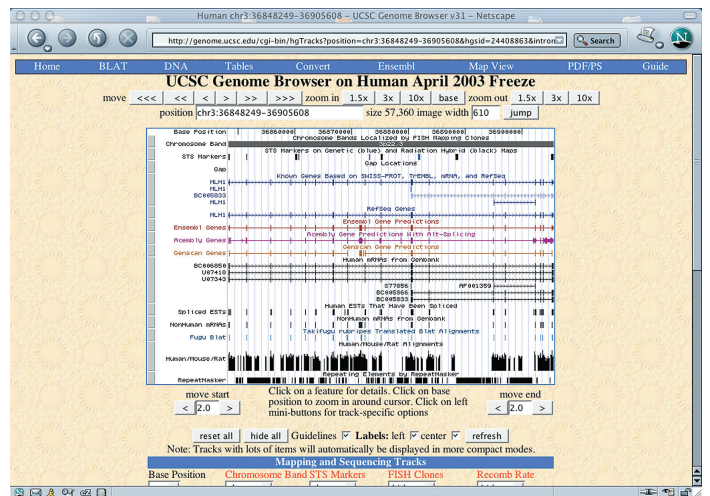 Human chr3:36848249-36905608 – UCSC Genome Browser v31 – Netscape
http://genome.ucsc.edu/cgi-bin/hgTracks?position=chr3:36848249-36905608&hgsid=24408863&intron
Search
N
Home BLAT DNA Tables Convert Ensembl Map View PDF/PS Guide
UCSC Genome Browser on Human April 2003 Freeze
move <<< << < > >> >>> zoom in 1.5x 3x 10x base zoom out 1.5x 3x 10x
position chr3:36848249-36905608 size 57,360 image width 610 jump
Base Position 36860000 36870000 36880000 36890000 36900000
Chromosome Bands Localized by FISH Mapping Clones
Chromosome Band 3p22.3
STS Markers on Genetic (blue) and Radiation Hybrid (black) Maps
STS Markers
Gap Locations
Gap
Known Genes Based on SWISS-PROT, TrEMBL, mRNA, and RefSeq
MLH1
MLH1
BC005833
MLH1
RefSeq Genes
MLH1
Ensembl Gene Predictions
Ensembl Genes
Acembly Gene Predictions With Alt-Splicing
Acembly Genes
Genscan Gene Predictions
Genscan Genes
Human mRNAs from Genbank
BC006850
U07418
U07343
S77856 AF001359
BC005866
BC005833
Human ESTs That Have Been Spliced
Spliced ESTs
NonHuman mRNAs from Genbank
NonHuman mRNAs
Takifugu rubripes Translated Blat Alignments
Fugu Blat
Human/Mouse/Rat Alignments
Human/Mouse/Rat
Repeating Elements by RepeatMasker
RepeatMasker
move start Click on a feature for details. Click on base move end
< 2.0 > position to zoom in around cursor. Click on left < 2.0 >
mini-buttons for track-specific options
reset all hide all Guidelines Labels: left center refresh
Note: Tracks with lots of items will automatically be displayed in more compact modes.
Mapping and Sequencing Tracks
Base Position Chromosome Band STS Markers FISH Clones Recomb Rate